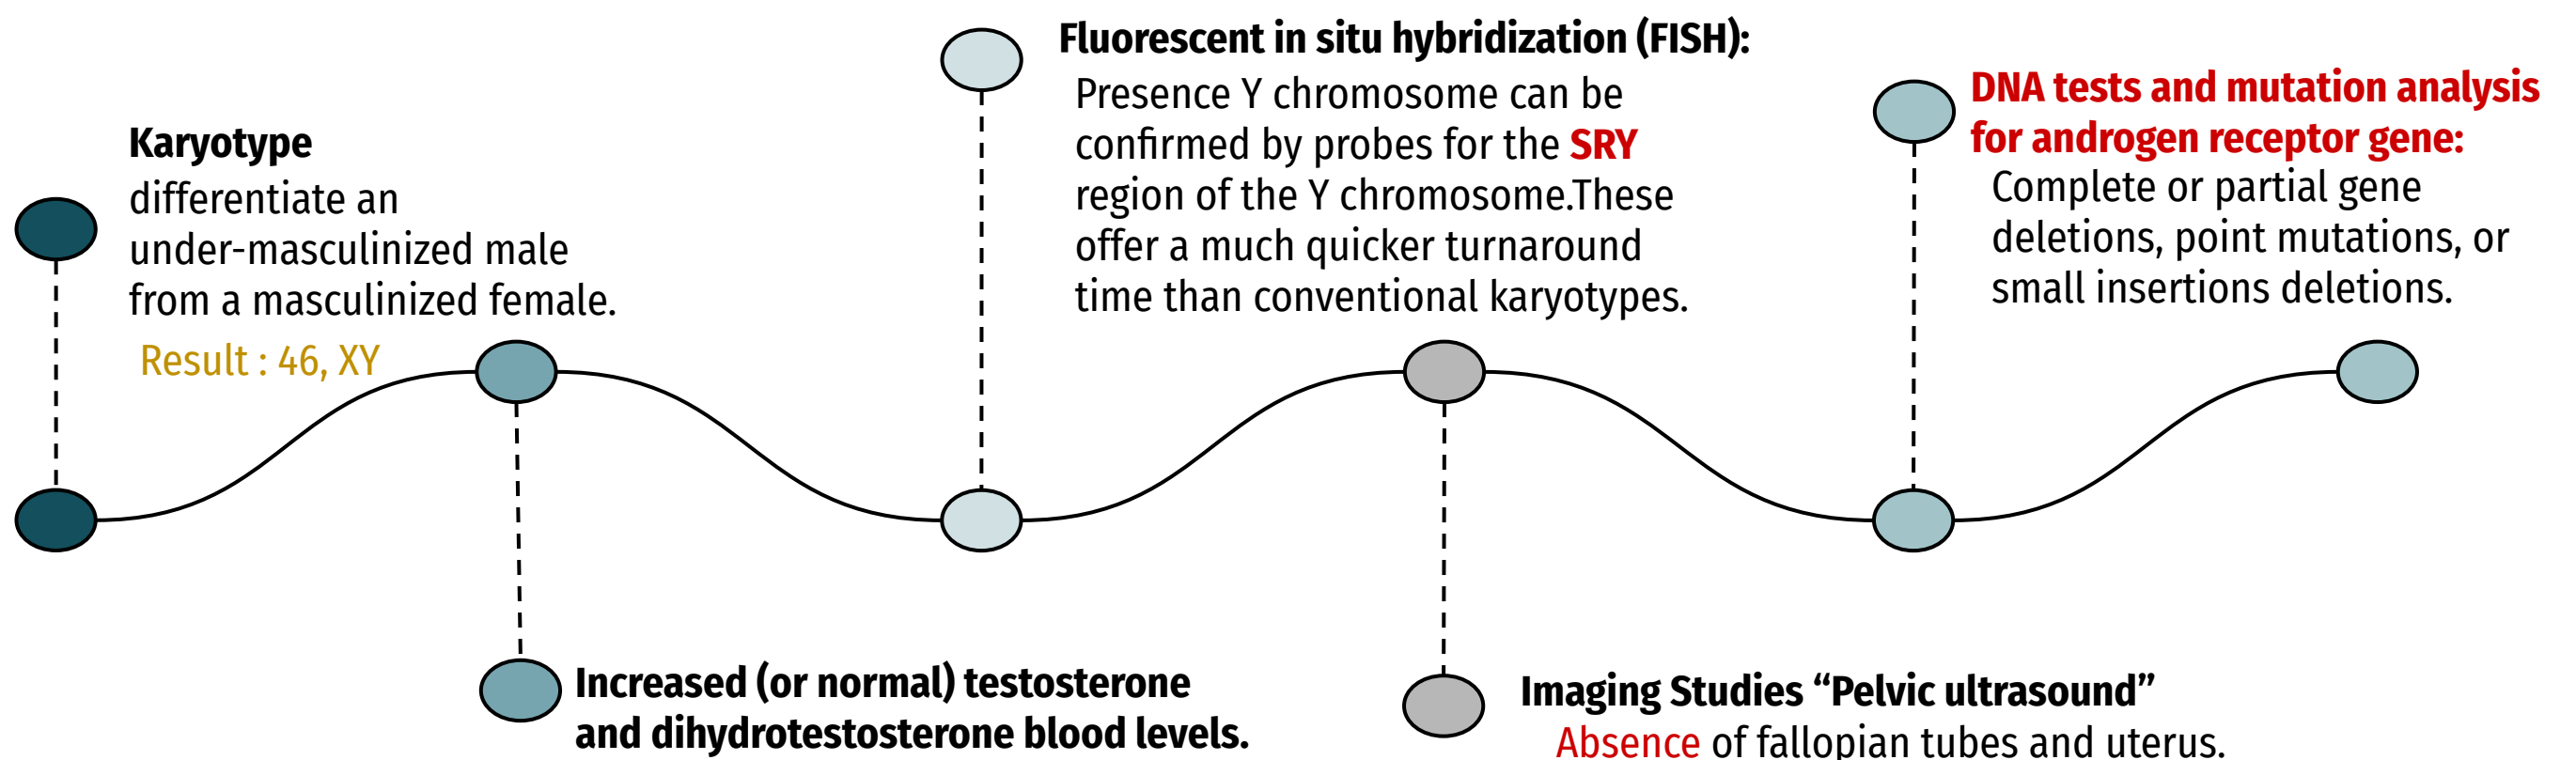 Karyotype
differentiate an
under-masculinized male
from a masculinized female.
Result : 46, XY
Increased (or normal) testosterone
and dihydrotestosterone blood levels.
Fluorescent in situ hybridization (FISH):
Presence Y chromosome can be
confirmed by probes for the SRY
region of the Y chromosome.These
offer a much quicker turnaround
time than conventional karyotypes.
Imaging Studies “Pelvic ultrasound”
Absence of fallopian tubes and uterus.
DNA tests and mutation analysis
for androgen receptor gene:
Complete or partial gene
deletions, point mutations, or
small insertions deletions.